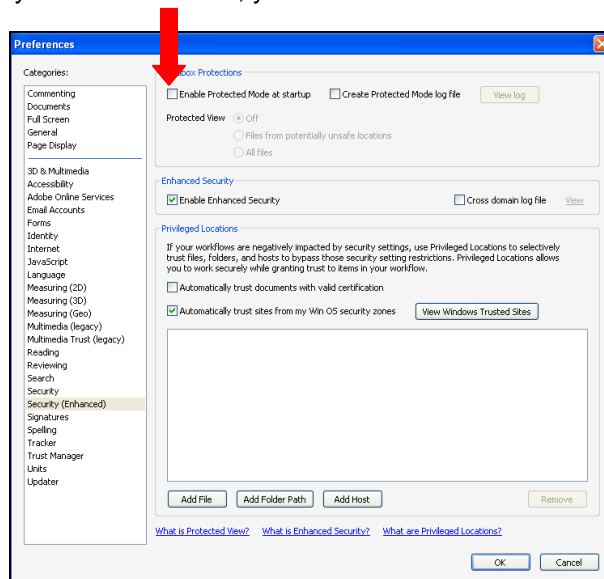 Preferences
Categories:
Commenting
Documents
Full Screen
General
Page Display
3D & Multimedia
Accessibility
Adobe Online Services
Email Accounts
Forms
Identity
Internet
JavaScript
Language
Measuring (2D)
Measuring (3D)
Measuring (Geo)
Multimedia (legacy)
Multimedia Trust (legacy)
Reading
Reviewing
Search
Security
Security (Enhanced)
Signatures
Spelling
Tracker
Trust Manager
Units
Updater
Protections
Enable Protected Mode at startup Create Protected Mode log file View log
Protected View Off
Files from potentially unsafe locations
All files
Enhanced Security
Enable Enhanced Security Cross domain log file View
Privileged Locations
If your workflows are negatively impacted by security settings, use Privileged Locations to selectively
trust files, folders, and hosts to bypass those security setting restrictions. Privileged Locations allows
you to work securely while granting trust to items in your workflow.
Automatically trust documents with valid certification
Automatically trust sites from my Win OS security zones View Windows Trusted Sites
Add File Add Folder Path Add Host Remove
What is Protected View? What is Enhanced Security? What are Privileged Locations?
OK Cancel